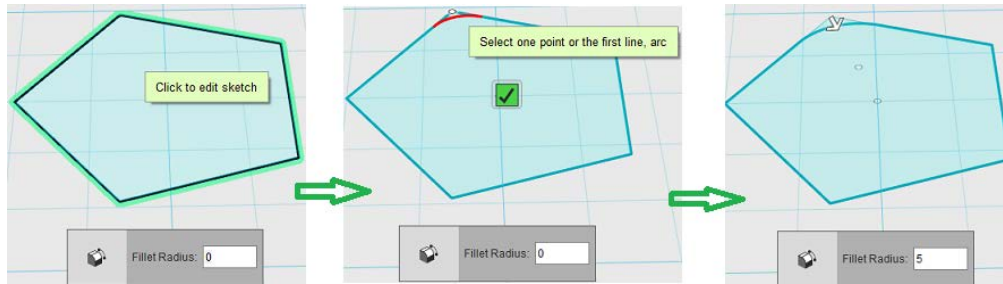 Click to edit sketch
Fillet Radius: 0
Select one point or the first line, arc
Fillet Radius: 0
Fillet Radius: 5